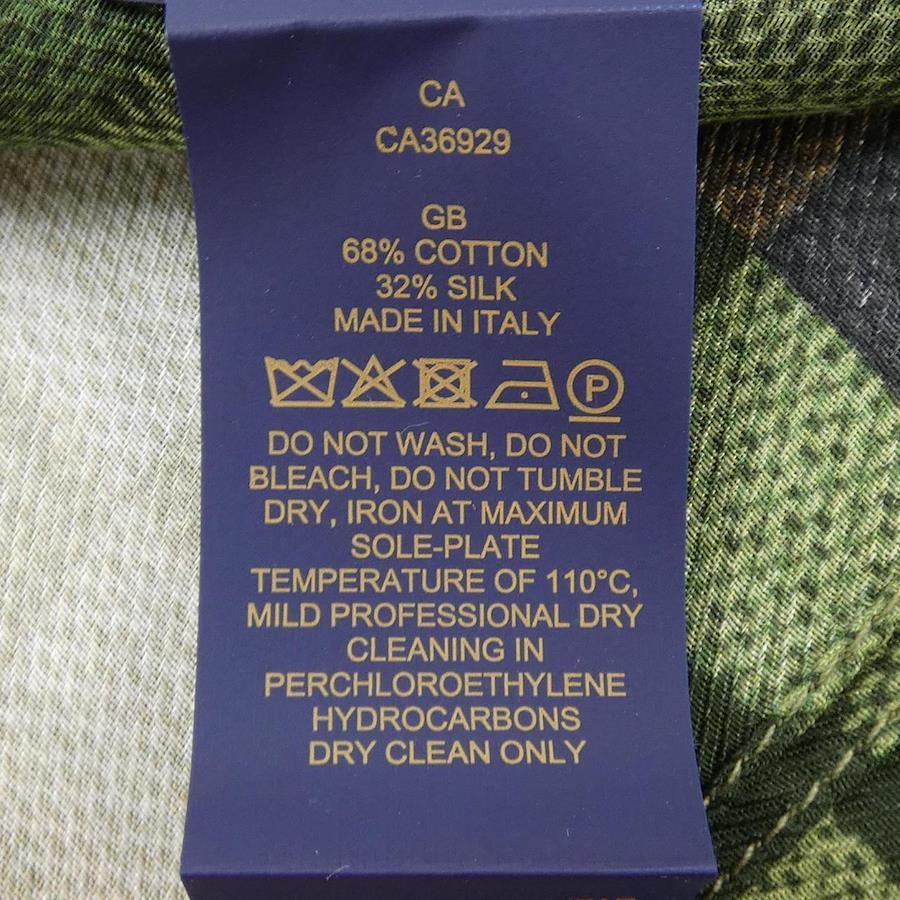 CA
CA36929
GB
68% COTTON
32% SILK
MADE IN ITALY
P
DO NOT WASH, DO NOT
BLEACH, DO NOT TUMBLE
DRY, IRON AT MAXIMUM
SOLE-PLATE
TEMPERATURE OF 110°C,
MILD PROFESSIONAL DRY
CLEANING IN
PERCHLOROETHYLENE
HYDROCARBONS
DRY CLEAN ONLY